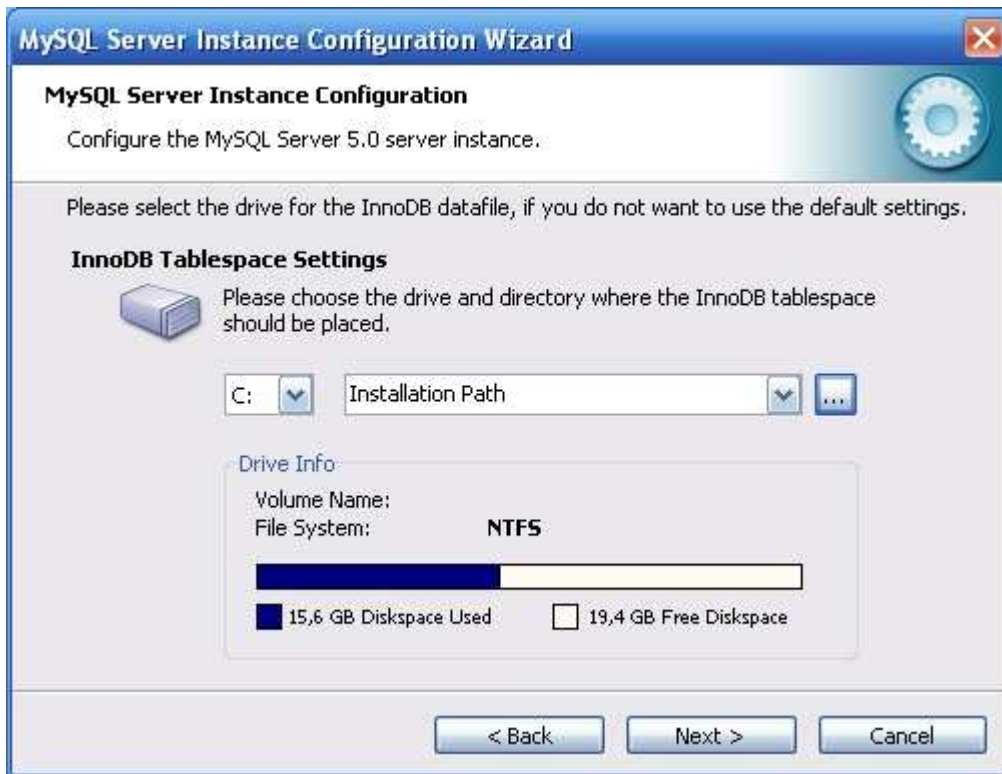 MySQL Server Instance Configuration Wizard
MySQL Server Instance Configuration
Configure the MySQL Server 5.0 server instance.
Please select the drive for the InnoDB datafile, if you do not want to use the default settings.
InnoDB Tablespace Settings
Please choose the drive and directory where the InnoDB tablespace
should be placed.
C: Installation Path ...
Drive Info
Volume Name:
File System: NTFS
15,6 GB Diskspace Used 19,4 GB Free Diskspace
< Back Next > Cancel